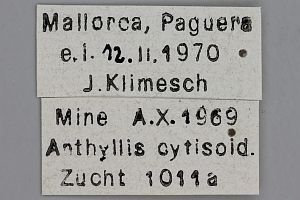 Mallorca, Paguera
e.l. 12.II.1970
J.Klimesch
Mine A.X.1969
Anthyllis cytisoid.
Zucht 1011a